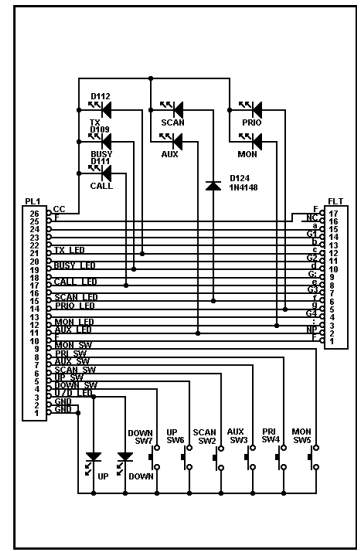 D112
TX
SCAN
PRIO
D109
BUSY
AUX
MON
D111
CALL
D124
1N4148
PL1
FLT
26
CC
F
17
25
F
NC
16
24
a
15
23
G1
14
22
b
13
21
TX LED
c
12
20
G2
11
19
BUSY LED
d
10
18
G:
9
17
CALL LED
e
8
16
G3
7
15
SCAN LED
f
6
14
PRIO LED
g
5
13
G4
4
12
MON LED
:
3
11
AUX LED
NP
2
10
F
F
1
9
MON SW
8
PRI SW
7
AUX SW
6
SCAN SW
5
UP SW
4
DOWN SW
3
U/D LED
2
GND
1
GND
DOWN
SW7
UP
SW6
SCAN
SW2
AUX
SW3
PRI
SW4
MON
SW5
UP
DOWN